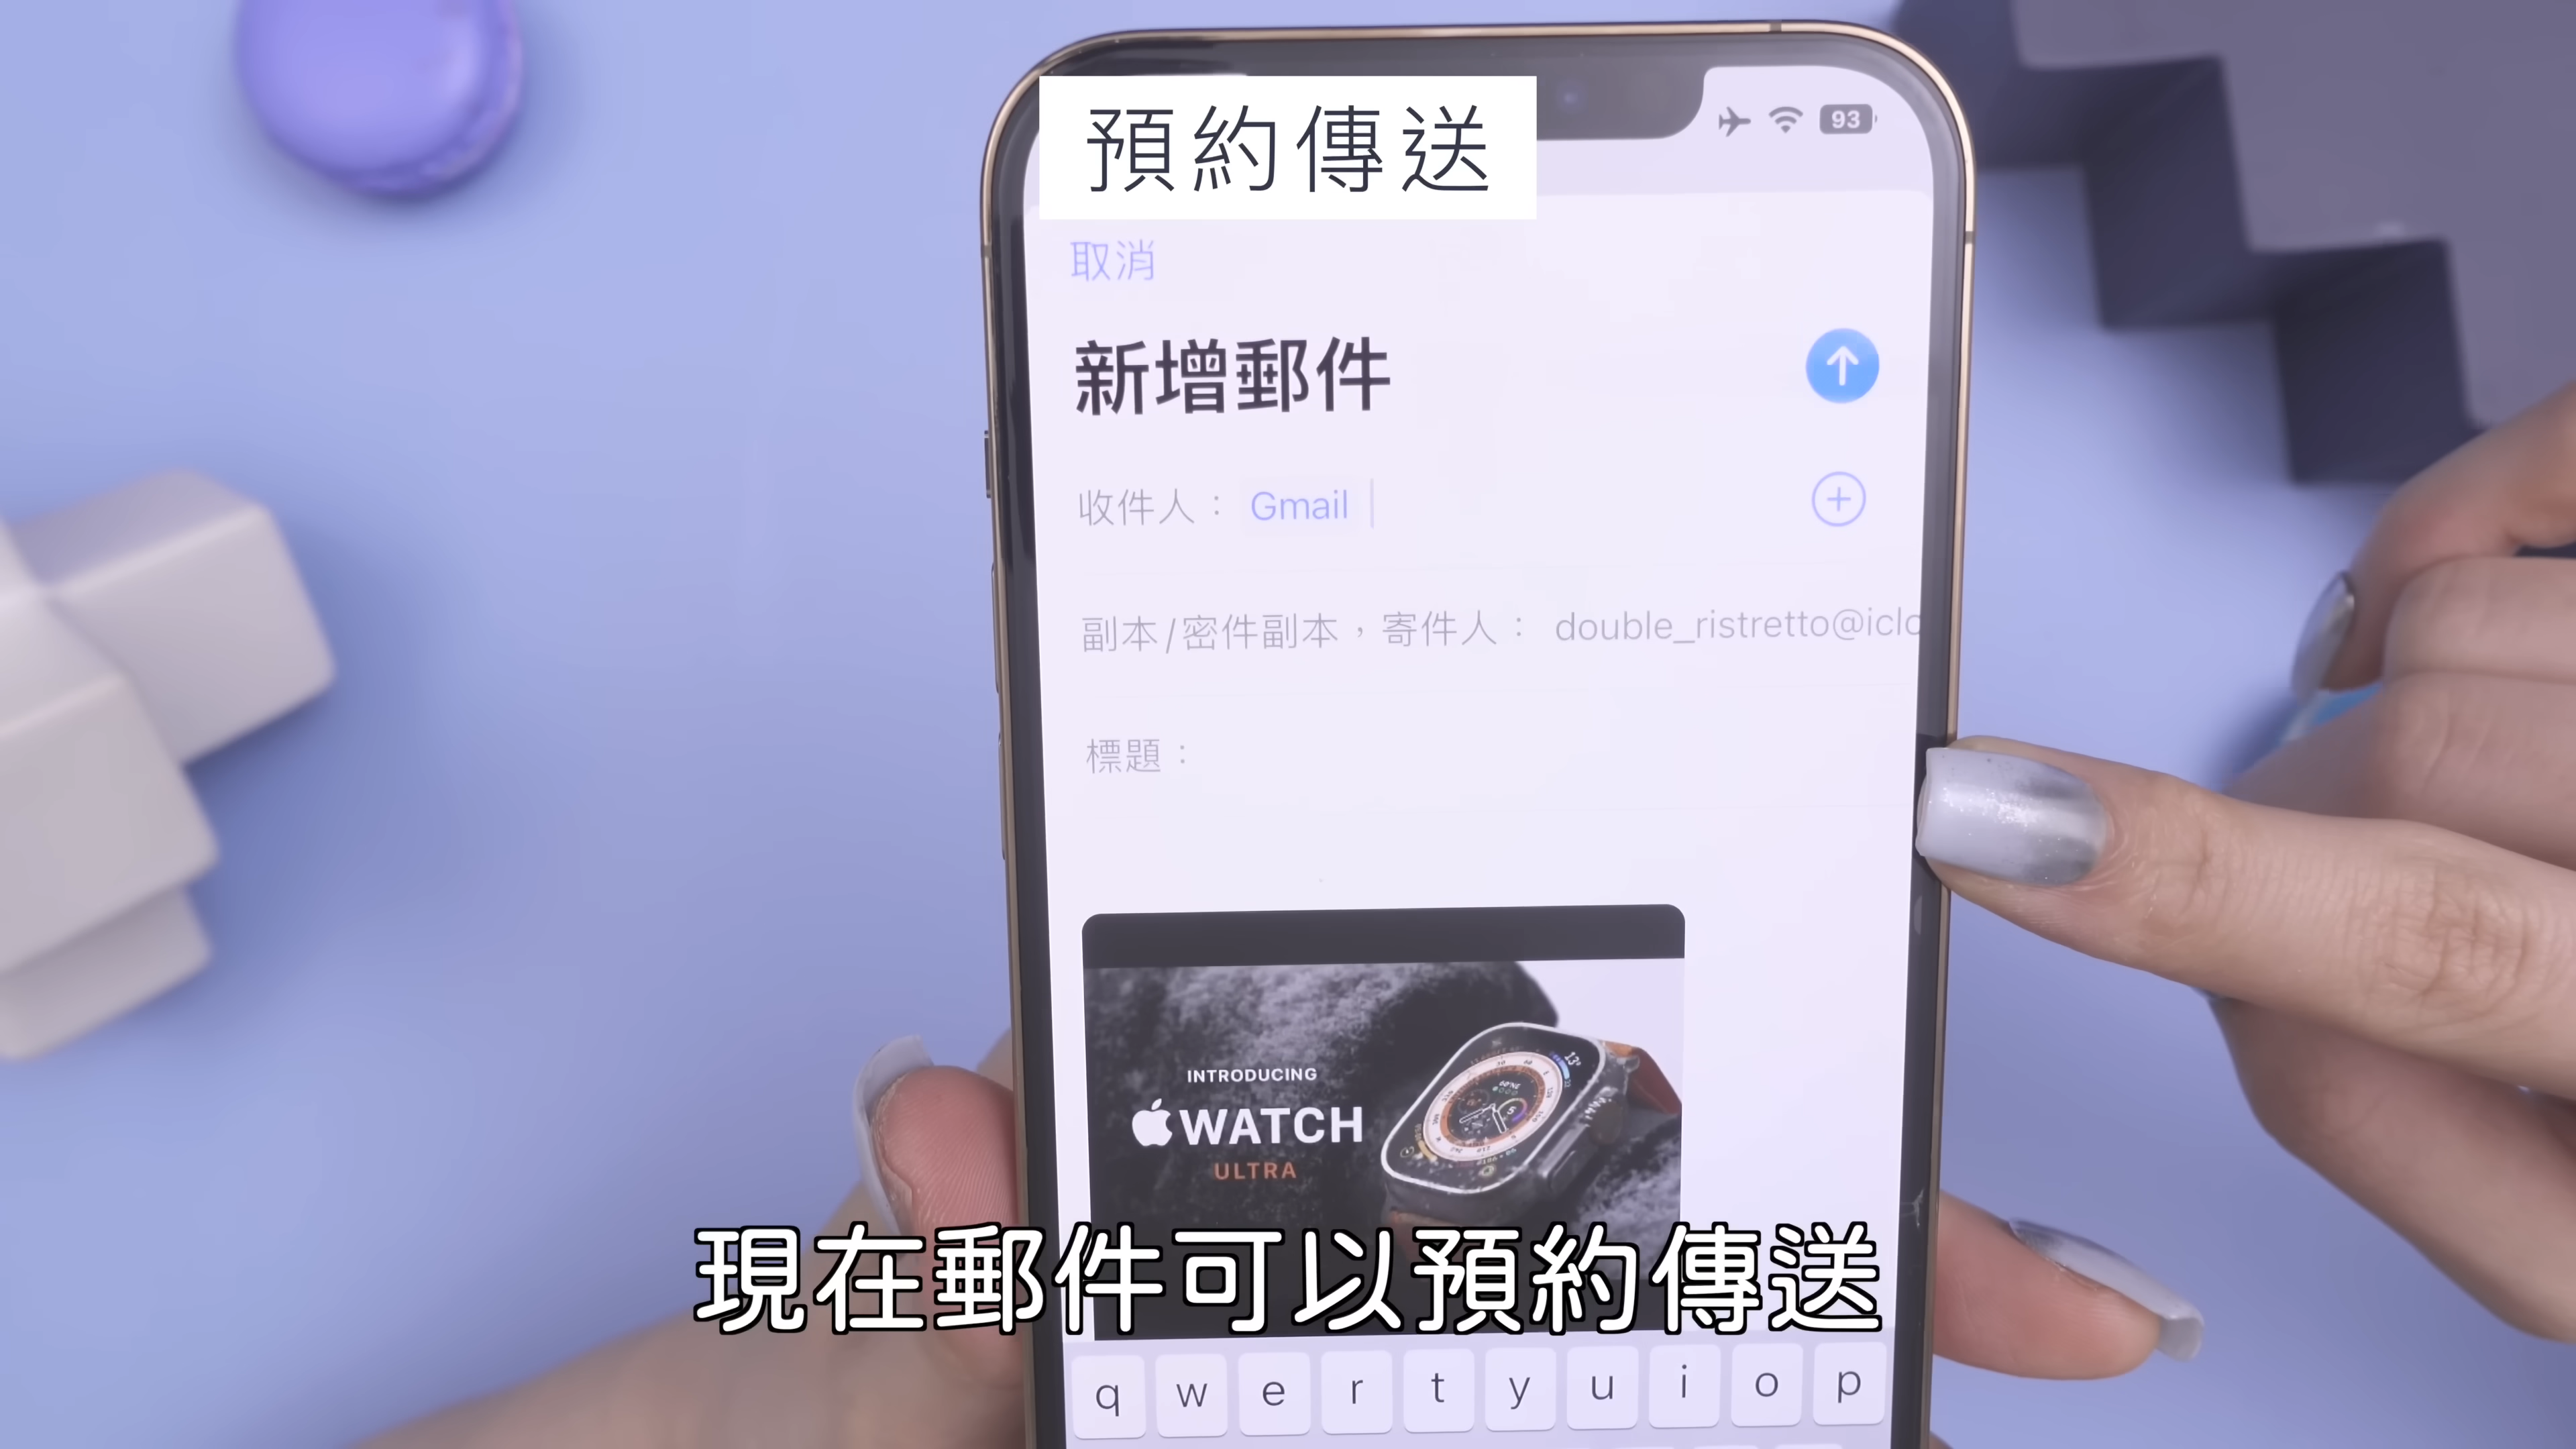 預約傳送
93
取消
新增郵件
收件人： Gmail
副本/密件副本，寄件人： double_ristretto@iclo
標題：
INTRODUCING
WATCH
ULTRA
現在郵件可以預約傳送
q w e r t y u i o p